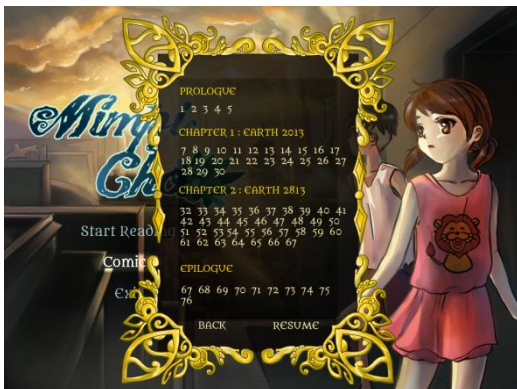 PROLOGUE
1 2 3 4 5
CHAPTER 1 : EARTH 2013
7 8 9 10 11 12 13 14 15 16 17
18 19 20 21 22 23 24 25 26 27
28 29 30
CHAPTER 2 : EARTH 2813
32 33 34 35 36 37 38 39 40 41
42 43 44 45 46 47 48 49 50
51 52 53 54 55 56 57 58 59 60
61 62 63 64 65 66 67
EPILOGUE
67 68 69 70 71 72 73 74 75
76
BACK RESUME
Start Reading
Comic